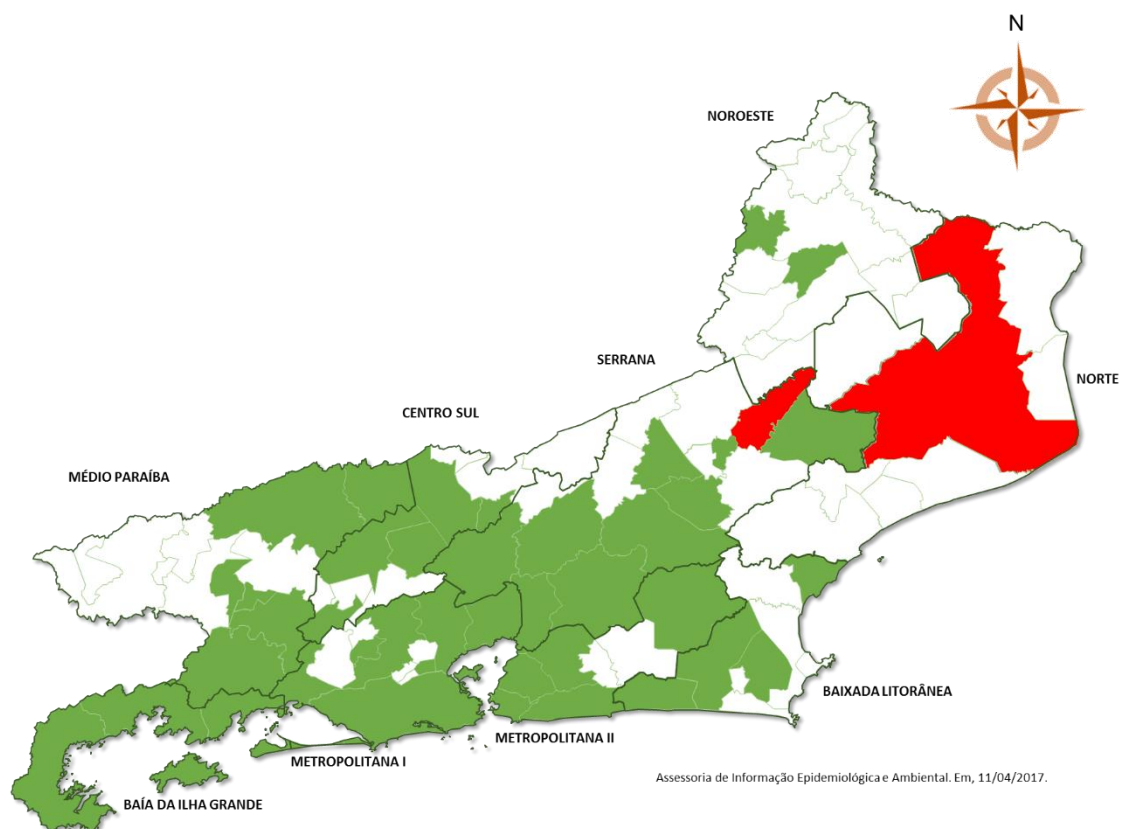 N
NOROESTE
SERRANA
NORTE
CENTRO SUL
MÉDIO PARAÍBA
BAIXADA LITORÂNEA
METROPOLITANA II
METROPOLITANA I
Assessoria de Informação Epidemiológica e Ambiental. Em, 11/04/2017.
BAÍA DA ILHA GRANDE